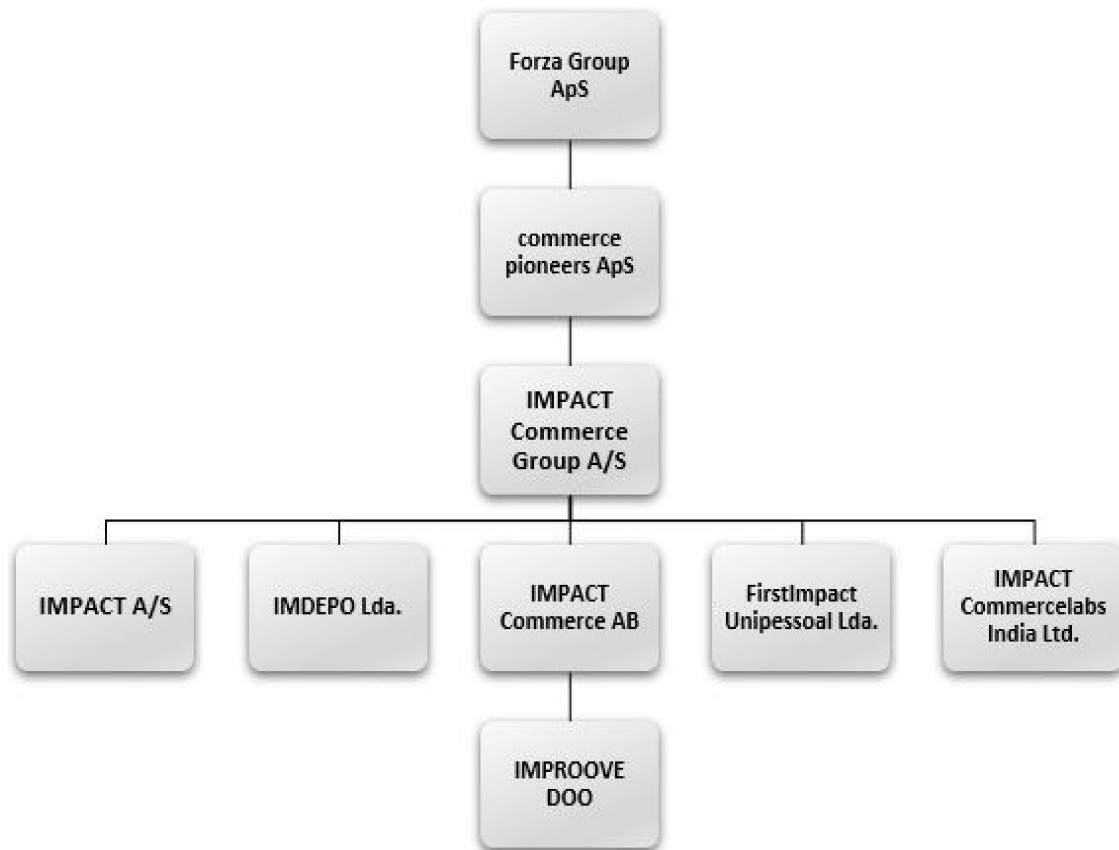 Forza Group
ApS
commerce
pioneers ApS
IMPACT
Commerce
Group A/S
IMPACT A/S
IMDEPO Lda.
IMPACT
Commerce AB
FirstImpact
Unipessoal Lda.
IMPACT
Commercelabs
India Ltd.
IMPROOVE
DOO